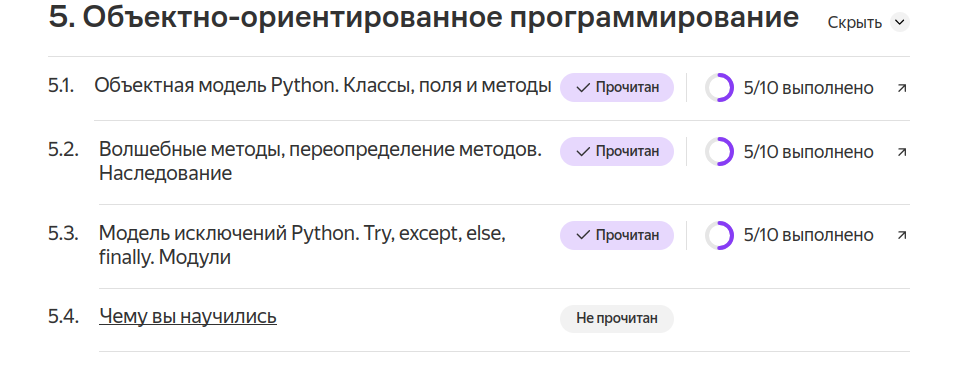 5. Объектно-ориентированное программирование Скрыть
5.1. Объектная модель Python. Классы, поля и методы Прочитан 5/10 выполнено
5.2. Волшебные методы, переопределение методов. Прочитан 5/10 выполнено
Наследование
5.3. Модель исключений Python. Try, except, else, Прочитан 5/10 выполнено
finally. Модули
5.4. Чему вы научились Не прочитан